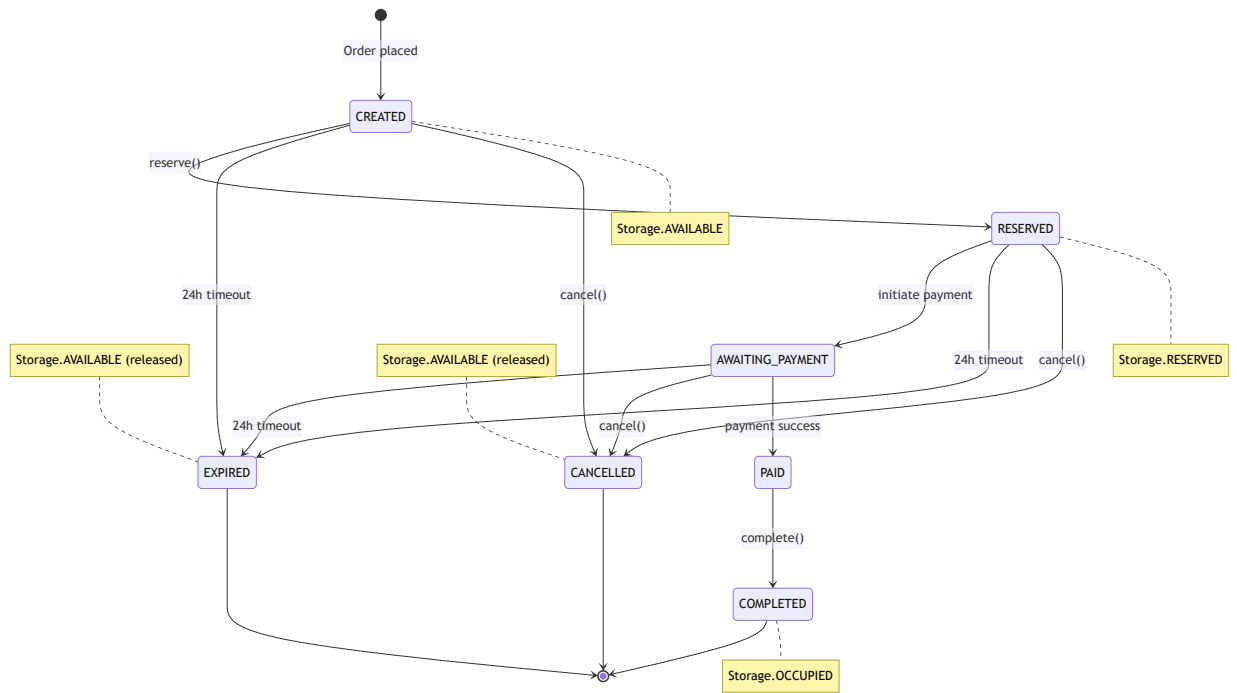 Order placed
CREATED
reserve()
Storage.AVAILABLE
RESERVED
24h timeout
cancel()
initiate payment
Storage.AVAILABLE (released)
Storage.AVAILABLE (released)
AWAITING_PAYMENT
24h timeout
cancel()
Storage.RESERVED
24h timeout
cancel()
payment success
EXPIRED
CANCELLED
PAID
complete()
COMPLETED
Storage.OCCUPIED